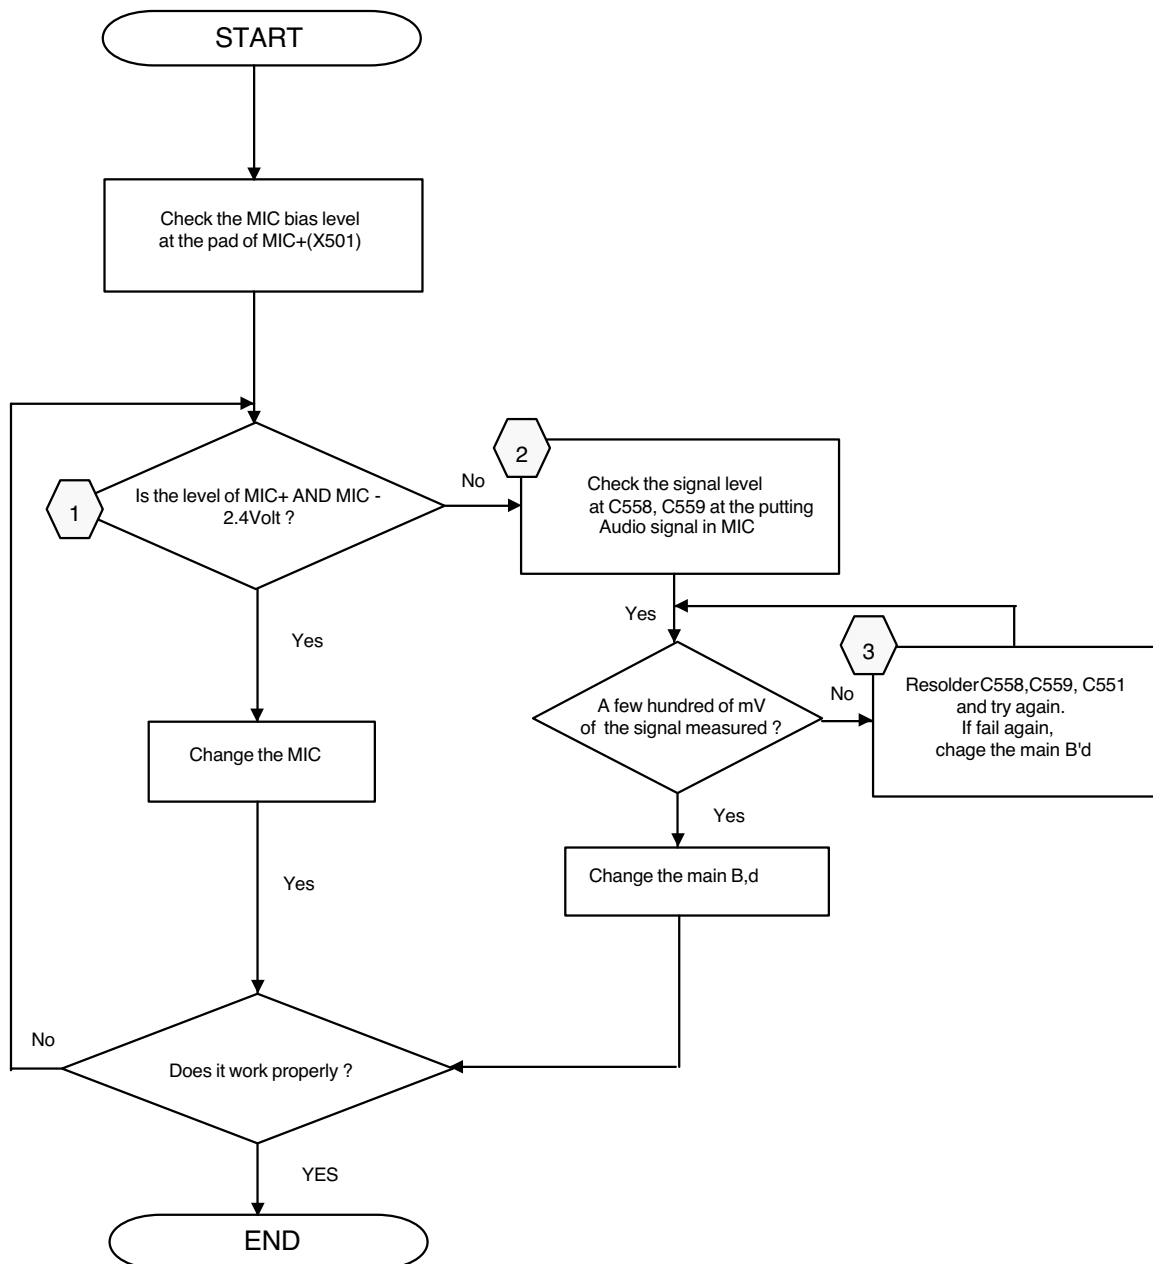 START
Check the MIC bias level
at the pad of MIC+(X501)
1
Is the level of MIC+ AND MIC -
2.4Volt ?
No
2
Check the signal level
at C558, C559 at the putting
Audio signal in MIC
Yes
Yes
3
A few hundred of mV
of the signal measured ?
No
Resolder C558,C559, C551
and try again.
If fail again,
chage the main B'd
Change the MIC
Yes
Change the main B,d
Yes
No
Does it work properly ?
YES
END